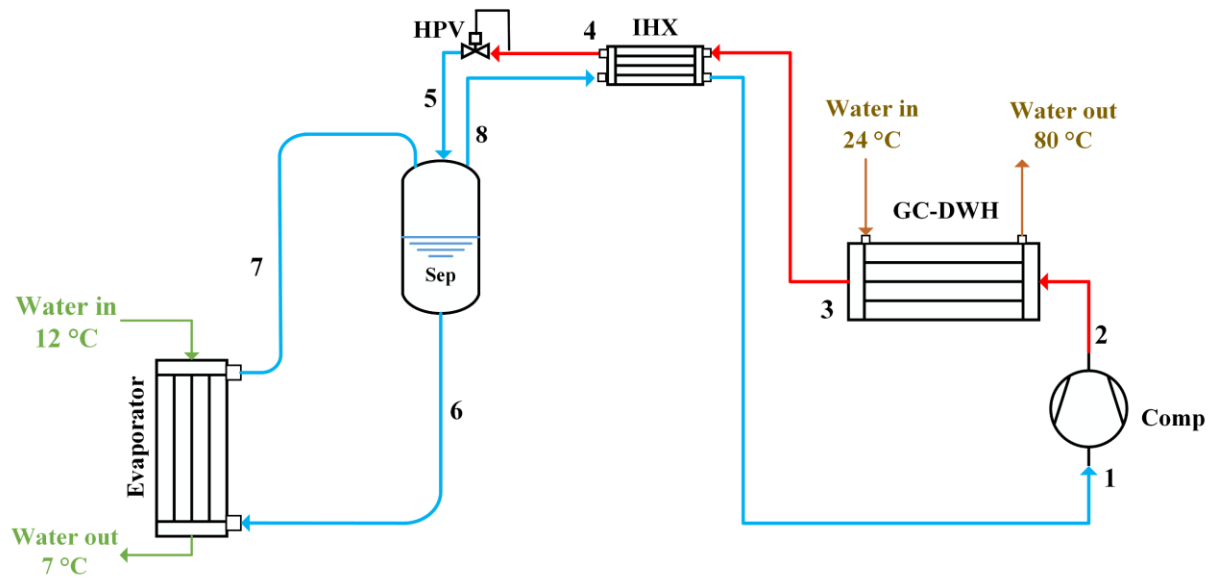 HPV
4
IHX
5
8
Water in
24 °C
Water out
80 °C
GC-DWH
7
Sep
3
2
Water in
12 °C
6
Evaporator
Comp
1
Water out
7 °C